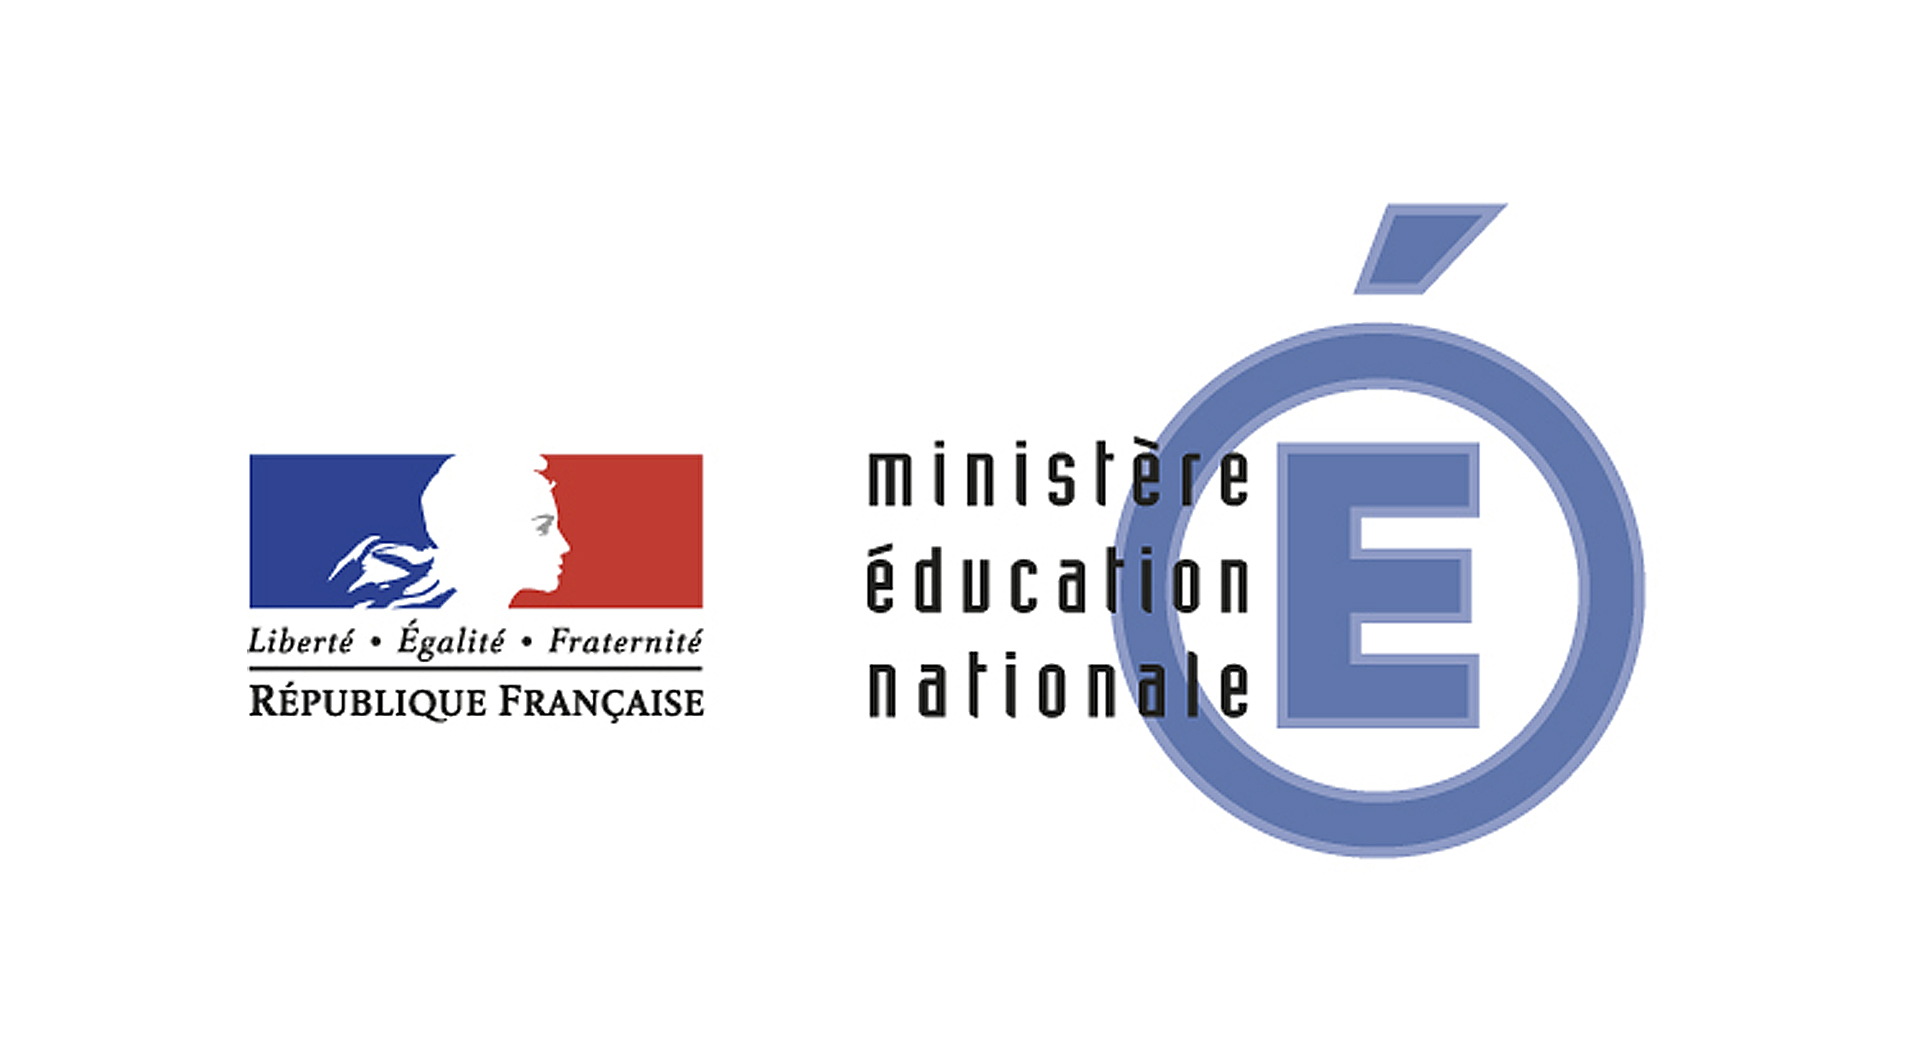 Liberté • Égalité • Fraternité
RÉPUBLIQUE FRANÇAISE
ministère
éducation
nationale
É